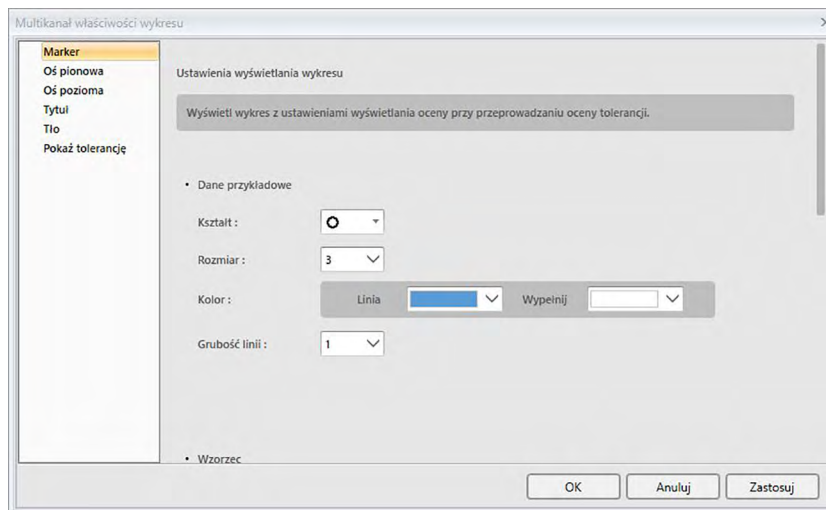 Multikanał właściwości wykresu
Marker
Oś pionowa
Oś pozioma
Tytuł
Tło
Pokaż tolerancję
Ustawienia wyświetlania wykresu
Wyświetl wykres z ustawieniami wyświetlania oceny przy przeprowadzaniu oceny tolerancji.
• Dane przykładowe
Kształt :
Rozmiar : 3
Kolor : Linia Wypełnij
Grubość linii : 1
• Wzorzec
OK Anuluj Zastosuj